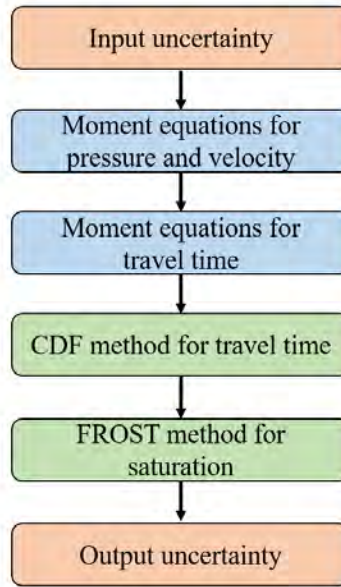 Input uncertainty
Moment equations for
pressure and velocity
Moment equations for
travel time
CDF method for travel time
FROST method for
saturation
Output uncertainty